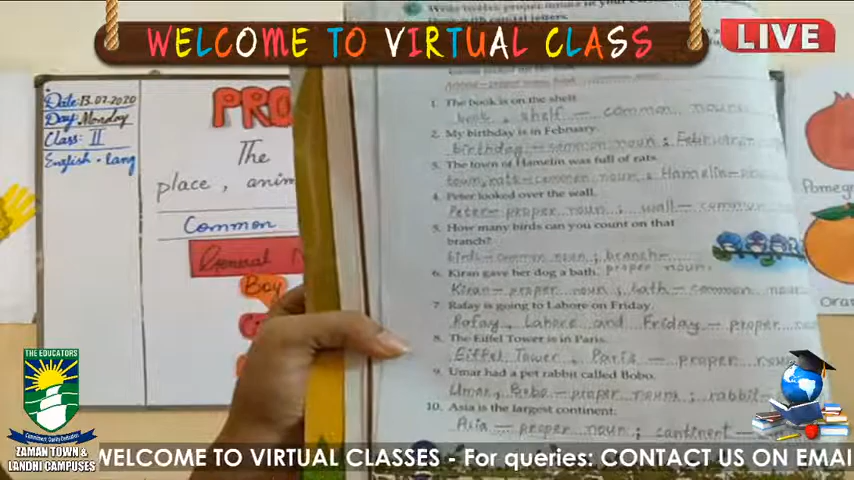 WELCOME TO VIRTUAL CLASS
LIVE
Date: 13.07.2020
Day: Monday
Class: II
English. lang
PRO
The
place, anim
Common
General
Boy
1. The book is on the shelf.
book, shelf — common nouns
2. My birthday is in February.
birthday — common noun ;
3. The town of Hamelin was full of rats.
town, rats — common noun ; Hamelin —
4. Peter looked over the wall.
Peter — proper noun ; wall — common
5. How many birds can you count on that
branch?
birds — common noun ; branch —
proper noun.
6. Kiran gave her dog a bath.
Kiran — proper noun ; bath — common noun
7. Rafay is going to Lahore on Friday.
Rafay, Lahore and Friday — proper
8. The Eiffel Tower is in Paris.
Eiffel Tower, Paris — proper
9. Umar had a pet rabbit called Bobo.
Umar, Bobo — proper nouns ; rabbit —
10. Asia is the largest continent.
Asia — proper noun ; continent —
Pomeg
Oran
THE EDUCATORS
ZAMAN TOWN &
LANDHI CAMPUSES
WELCOME TO VIRTUAL CLASSES - For queries: CONTACT US ON EMAI